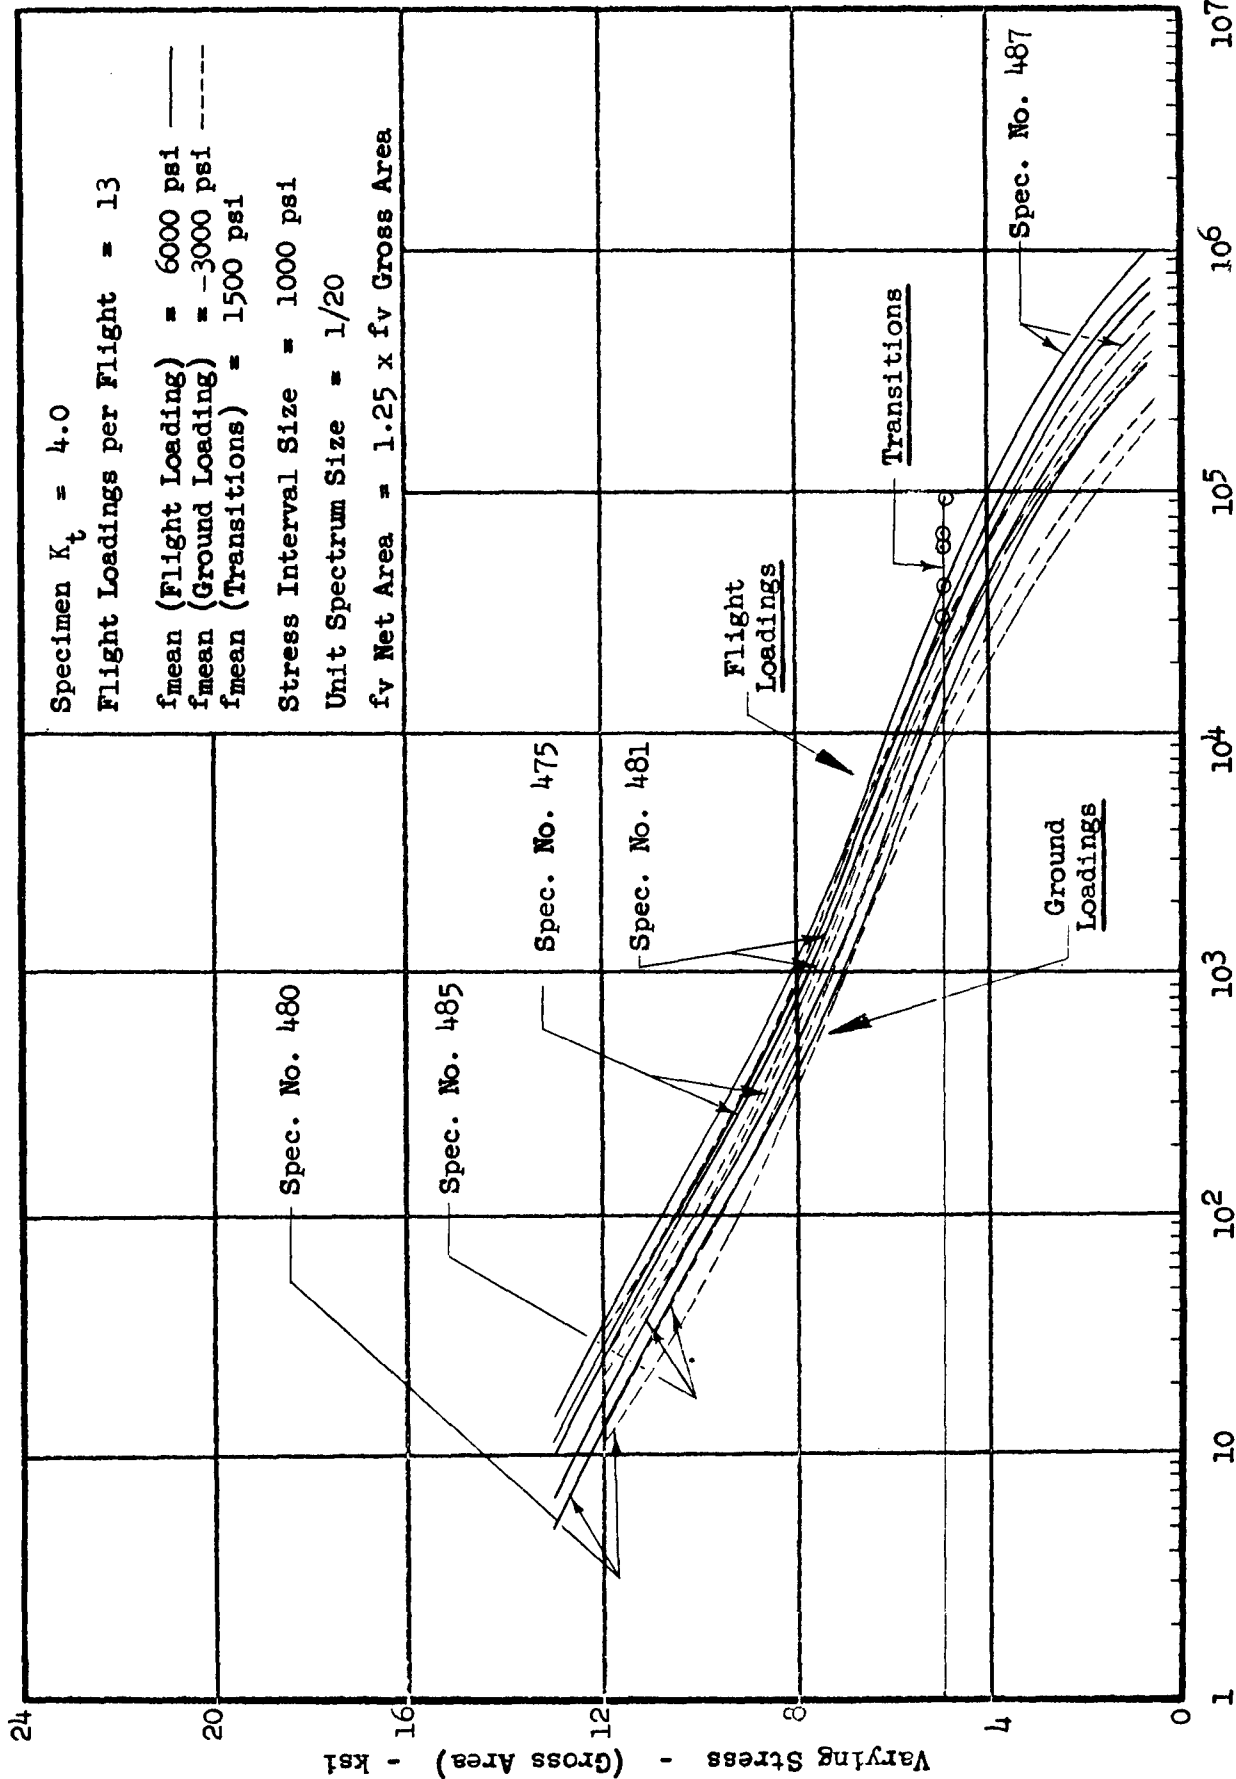 Specimen Kt = 4.0
Flight Loadings per Flight = 13
fmean (Flight Loading) = 6000 psi
fmean (Ground Loading) = -3000 psi
fmean (Transitions) = 1500 psi
Stress Interval Size = 1000 psi
Unit Spectrum Size = 1/20
fv Net Area = 1.25 x fv Gross Area
Spec. No. 480
Spec. No. 485
Spec. No. 475
Spec. No. 481
Flight
Loadings
Transitions
Spec. No. 487
Ground
Loadings
Varying Stress - (Gross Area) - ksi
24
20
16
12
8
4
0
1
10
10²
10³
10⁴
10⁵
10⁶
10⁷